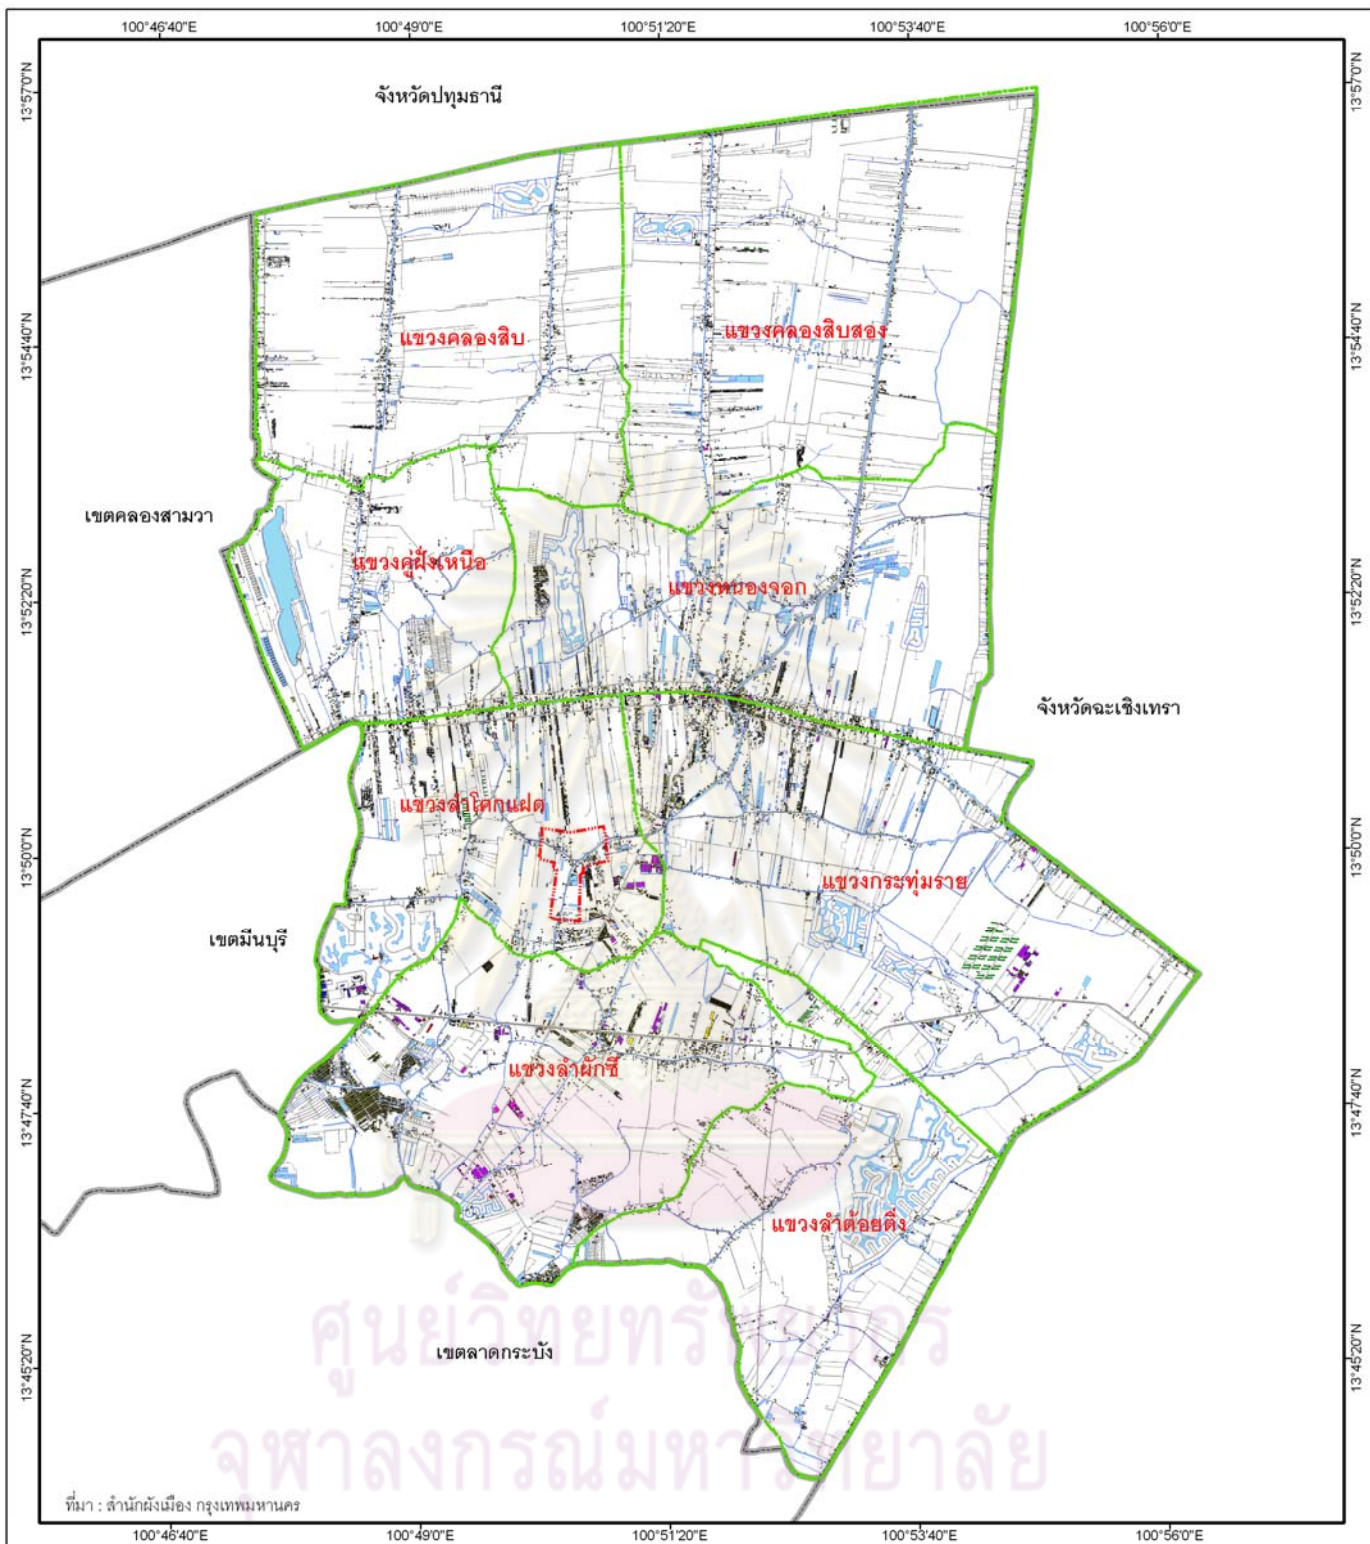 100°46'40"E 100°49'0"E 100°51'20"E 100°53'40"E 100°56'0"E
13°57'0"N
13°57'0"N
จังหวัดปทุมธานี
แขวงคลองสิบ
แขวงคลองสิบสอง
13°54'40"N
13°54'40"N
เขตคลองสามวา
แขวงคู้ฝั่งเหนือ
แขวงหนองจอก
13°52'20"N
13°52'20"N
จังหวัดฉะเชิงเทรา
แขวงลำโตกแฝด
13°50'0"N
13°50'0"N
แขวงกระทุ่มราย
เขตมีนบุรี
แขวงลำผักชี
13°47'40"N
13°47'40"N
แขวงลำต้อยติ่ง
ศูนย์วิทยทรัพยากร
เขตลาดกระบัง
13°45'20"N
13°45'20"N
จุฬาลงกรณ์มหาวิทยาลัย
ที่มา : สำนักผังเมือง กรุงเทพมหานคร
100°46'40"E 100°49'0"E 100°51'20"E 100°53'40"E 100°56'0"E